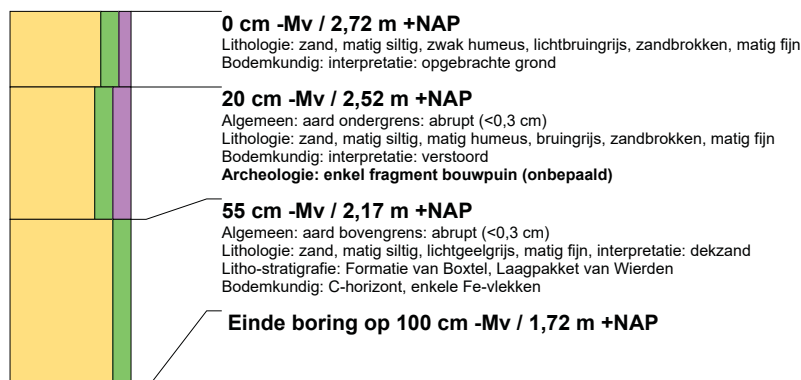 0 cm -Mv / 2,72 m +NAP
Lithologie: zand, matig siltig, zwak humeus, lichtbruingrijs, zandbrokken, matig fijn
Bodemkundig: interpretatie: opgebrachte grond
20 cm -Mv / 2,52 m +NAP
Algemeen: aard ondergrens: abrupt (<0,3 cm)
Lithologie: zand, matig siltig, matig humeus, bruingrijs, zandbrokken, matig fijn
Bodemkundig: interpretatie: verstoord
Archeologie: enkel fragment bouwpuin (onbepaald)
55 cm -Mv / 2,17 m +NAP
Algemeen: aard bovengrens: abrupt (<0,3 cm)
Lithologie: zand, matig siltig, lichtgeelgrijs, matig fijn, interpretatie: dekzand
Litho-stratigrafie: Formatie van Boxtel, Laagpakket van Wierden
Bodemkundig: C-horizont, enkele Fe-vlekken
Einde boring op 100 cm -Mv / 1,72 m +NAP